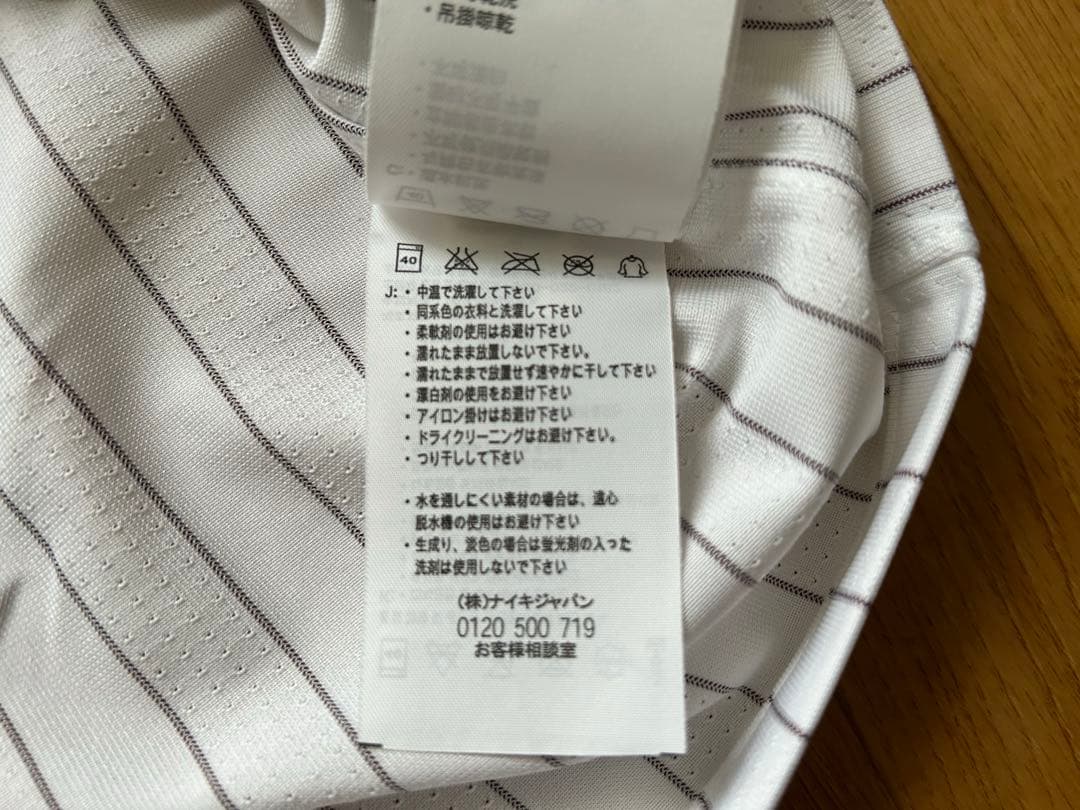 ・吊掛晾乾
40
J:・中温で洗濯して下さい
・同系色の衣料と洗濯して下さい
・柔軟剤の使用はお避け下さい
・濡れたまま放置しないで下さい。
・濡れたままで放置せず速やかに干して下さい
・漂白剤の使用をお避け下さい
・アイロン掛けはお避け下さい
・ドライクリーニングはお避け下さい。
・つり干しして下さい
・水を通しにくい素材の場合は、遠心
脱水機の使用はお避け下さい
・生成り、淡色の場合は蛍光剤の入った
洗剤は使用しないで下さい
(株)ナイキジャパン
0120 500 719
お客様相談室